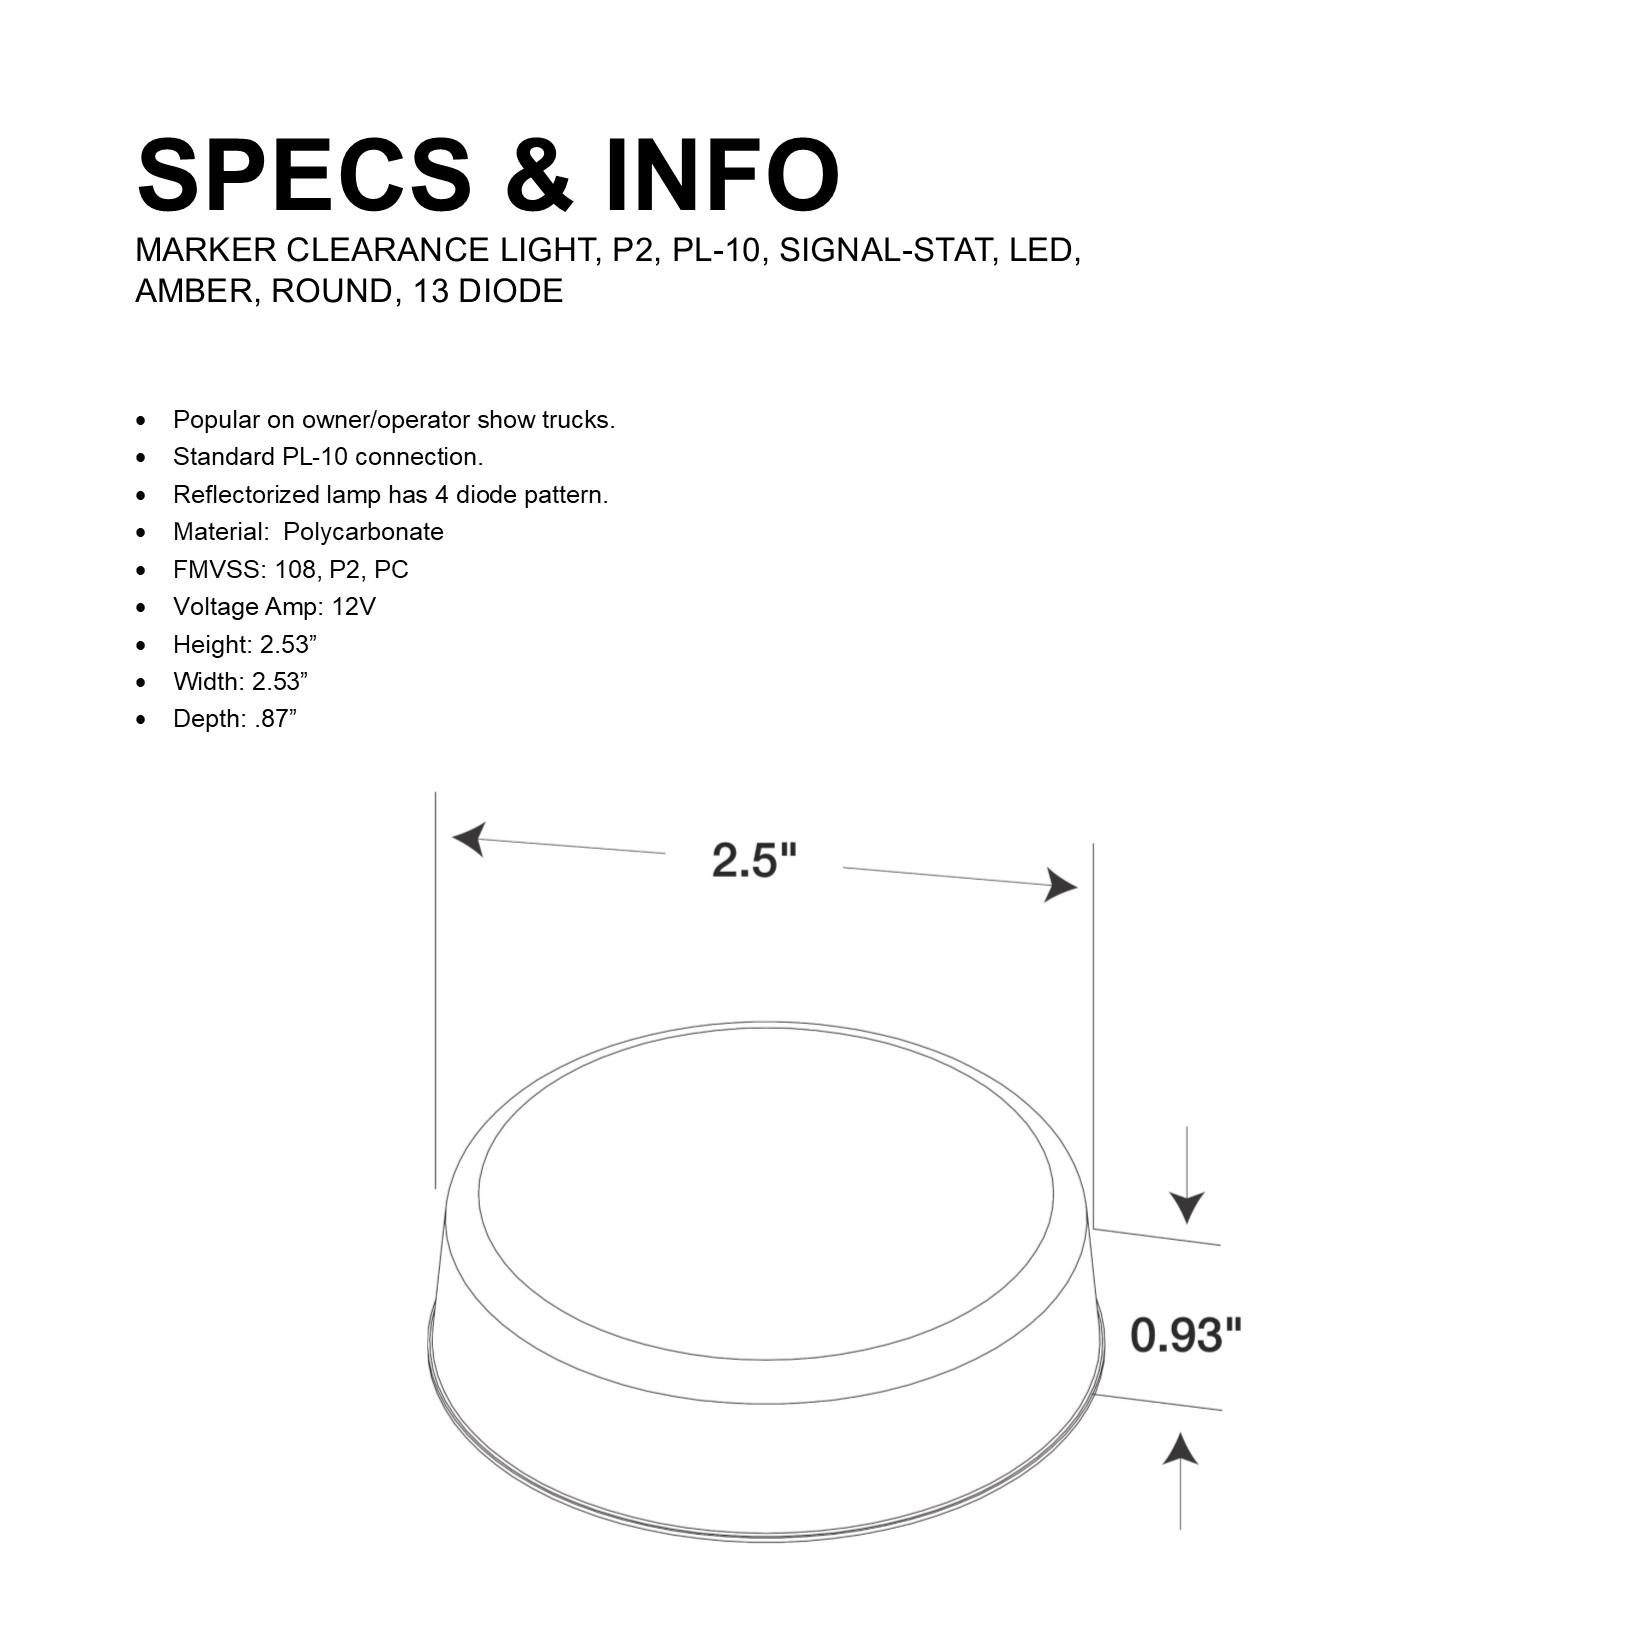 SPECS & INFO
MARKER CLEARANCE LIGHT, P2, PL-10, SIGNAL-STAT, LED,
AMBER, ROUND, 13 DIODE
• Popular on owner/operator show trucks.
• Standard PL-10 connection.
• Reflectorized lamp has 4 diode pattern.
• Material:  Polycarbonate
• FMVSS: 108, P2, PC
• Voltage Amp: 12V
• Height: 2.53”
• Width: 2.53”
• Depth: .87”
2.5"
0.93"